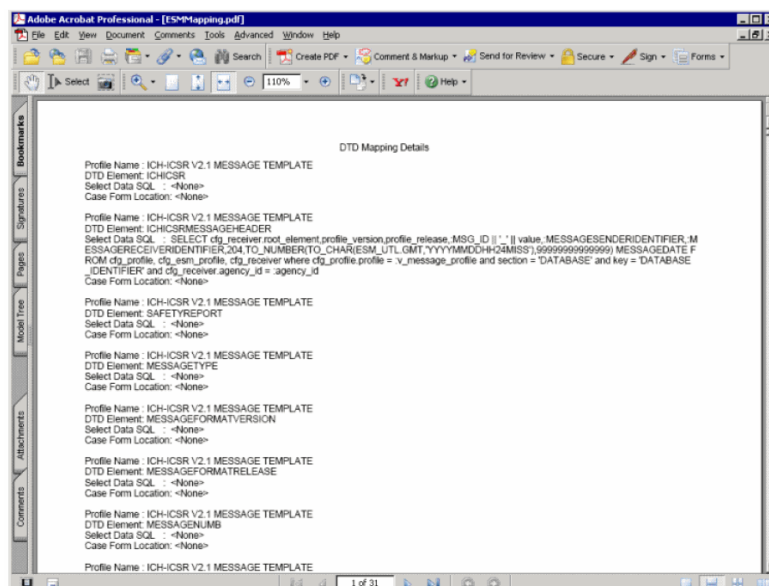 Adobe Acrobat Professional - [ESMMapping.pdf]
File Edit View Document Comments Tools Advanced Window Help
Search Create PDF Comment & Markup Send for Review Secure Sign Forms
Select 110% Y! Help
Bookmarks
Signatures
Pages
Model Tree
Attachments
Comments
DTD Mapping Details
Profile Name : ICH-ICSR V2.1 MESSAGE TEMPLATE
DTD Element: ICHICSR
Select Data SQL : <None>
Case Form Location: <None>
Profile Name : ICH-ICSR V2.1 MESSAGE TEMPLATE
DTD Element: ICHICSRMESSAGEHEADER
Select Data SQL : SELECT cfg_receiver.root_element,profile_version,profile_release,:MSG_ID || '_' || value,:MESSAGESENDERIDENTIFIER,:M
ESSAGERECEIVERIDENTIFIER,204,TO_NUMBER(TO_CHAR(ESM_UTL.GMT,'YYYYMMDDHH24MISS'),99999999999999) MESSAGEDATE F
ROM cfg_profile, cfg_esm_profile, cfg_receiver where cfg_profile.profile = :v_message_profile and section = 'DATABASE' and key = 'DATABASE
_IDENTIFIER' and cfg_receiver.agency_id = :agency_id
Case Form Location: <None>
Profile Name : ICH-ICSR V2.1 MESSAGE TEMPLATE
DTD Element: SAFETYREPORT
Select Data SQL : <None>
Case Form Location: <None>
Profile Name : ICH-ICSR V2.1 MESSAGE TEMPLATE
DTD Element: MESSAGETYPE
Select Data SQL : <None>
Case Form Location: <None>
Profile Name : ICH-ICSR V2.1 MESSAGE TEMPLATE
DTD Element: MESSAGEFORMATVERSION
Select Data SQL : <None>
Case Form Location: <None>
Profile Name : ICH-ICSR V2.1 MESSAGE TEMPLATE
DTD Element: MESSAGEFORMATRELEASE
Select Data SQL : <None>
Case Form Location: <None>
Profile Name : ICH-ICSR V2.1 MESSAGE TEMPLATE
DTD Element: MESSAGENUMB
Select Data SQL : <None>
Case Form Location: <None>
Profile Name : ICH-ICSR V2.1 MESSAGE TEMPLATE
1 of 31